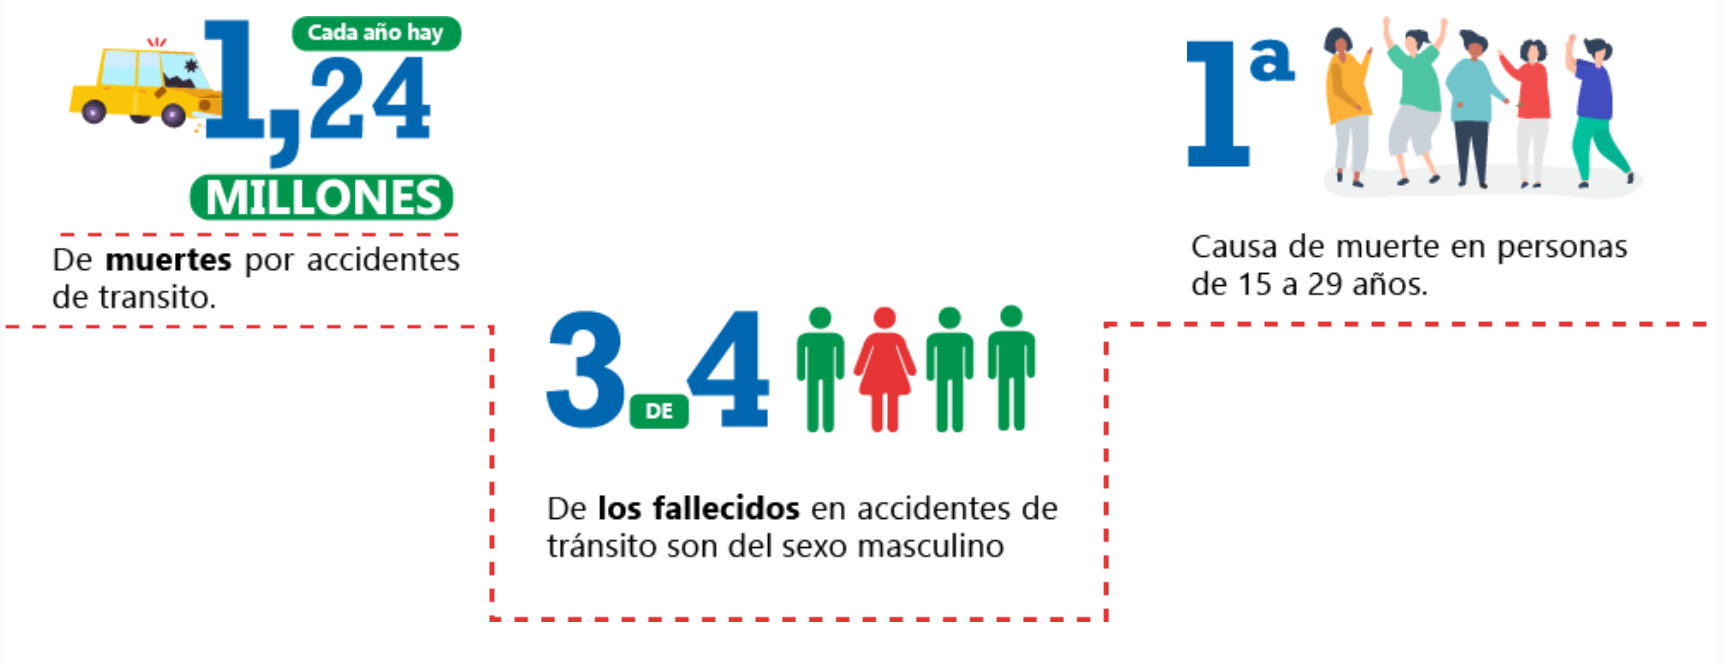 Cada año hay
1,24
MILLONES
De muertes por accidentes
de transito.
3 DE 4
De los fallecidos en accidentes de
tránsito son del sexo masculino
1ª
Causa de muerte en personas
de 15 a 29 años.